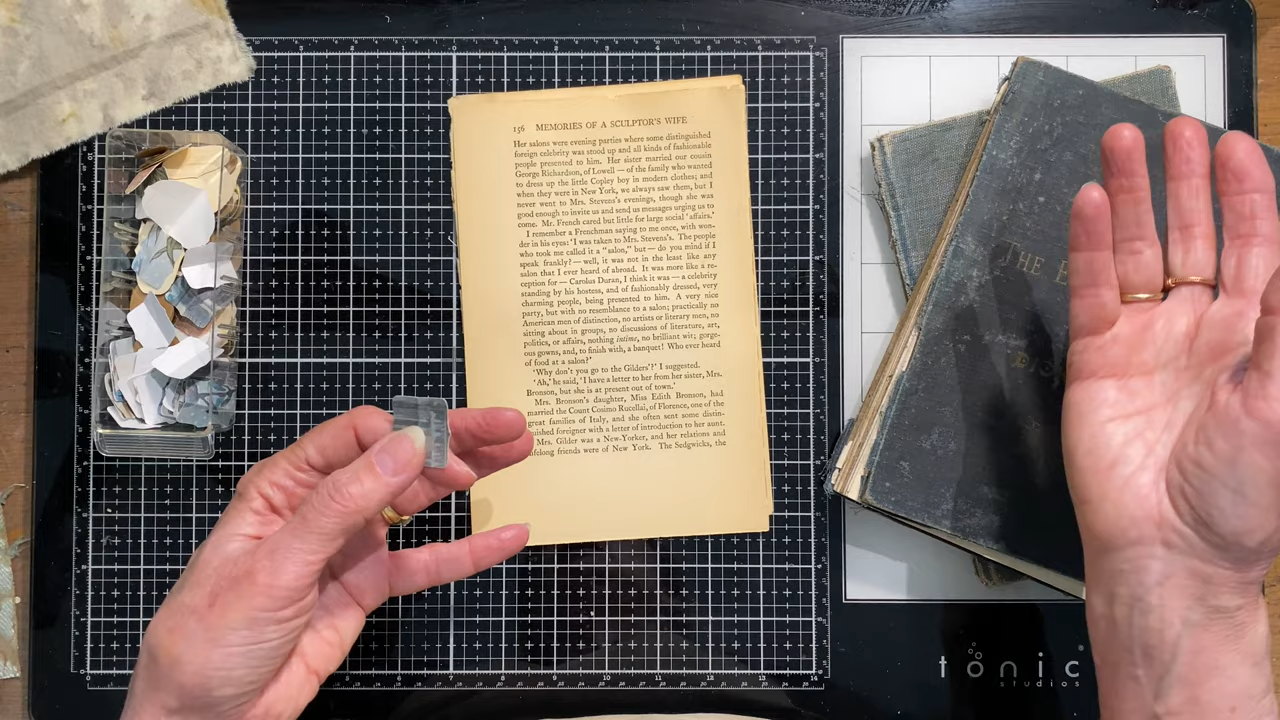 156 MEMORIES OF A SCULPTOR'S WIFE
Her salons were evening parties where some distinguished
foreign celebrity was stood up and all kinds of fashionable
people presented to him. Her sister married our cousin
George Richardson, of Lowell — of the family who wanted
to dress up the little Copley boy in modern clothes; and
when they were in New York, we always saw them, but I
never went to Mrs. Stevens's evenings, though she was
good enough to invite us and send us messages urging us to
come. Mr. French cared but little for large social 'affairs.'
I remember a Frenchman saying to me once, with won-
der in his eyes: 'I was taken to Mrs. Stevens's. The people
who took me called it a "salon," but — do you mind if I
speak frankly? — well, it was not in the least like any
salon that I ever heard of abroad. It was more like a re-
ception for — Carolus Duran, I think it was — a celebrity
standing by his hostess, and of fashionably dressed, very
charming people, being presented to him. A very nice
party, but with no resemblance to a salon; practically no
American men of distinction, no artists or literary men, no
sitting about in groups, no discussions of literature, art,
politics, or affairs, nothing intime, no brilliant wit; gorge-
ous gowns, and, to finish with, a banquet! Who ever heard
of food at a salon?'
'Why don't you go to the Gilders'?' I suggested.
'Ah,' he said, 'I have a letter to her from her sister, Mrs.
Bronson, but she is at present out of town.'
Mrs. Bronson's daughter, Miss Edith Bronson, had
married the Count Cosimo Rucellai, of Florence, one of the
great families of Italy, and she often sent some distin-
guished foreigner with a letter of introduction to her aunt.
Mrs. Gilder was a New-Yorker, and her relations and
lifelong friends were of New York. The Sedgwicks, the
THE
tonic
studios